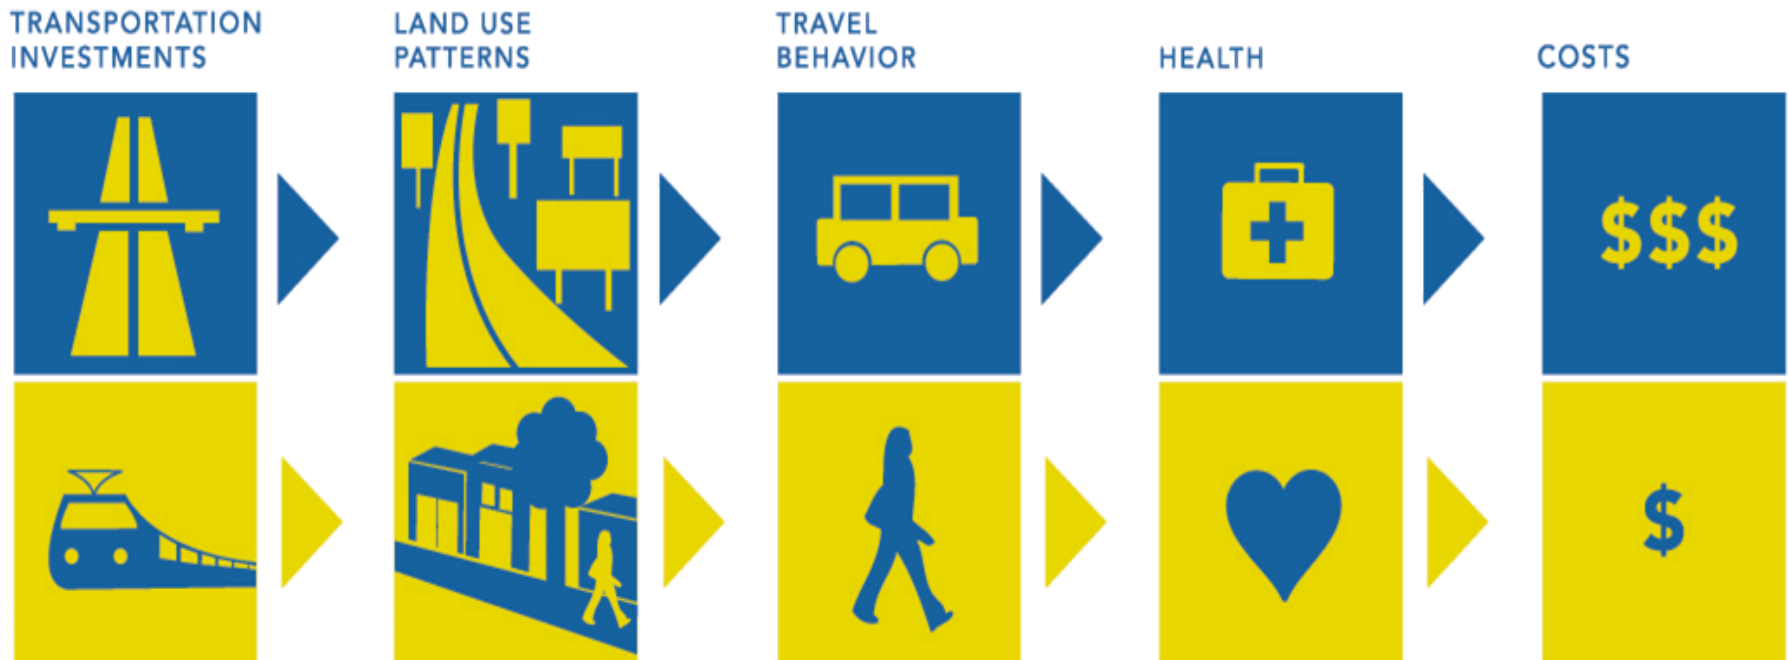 TRANSPORTATION
INVESTMENTS
LAND USE
PATTERNS
TRAVEL
BEHAVIOR
HEALTH
COSTS
$$$
$